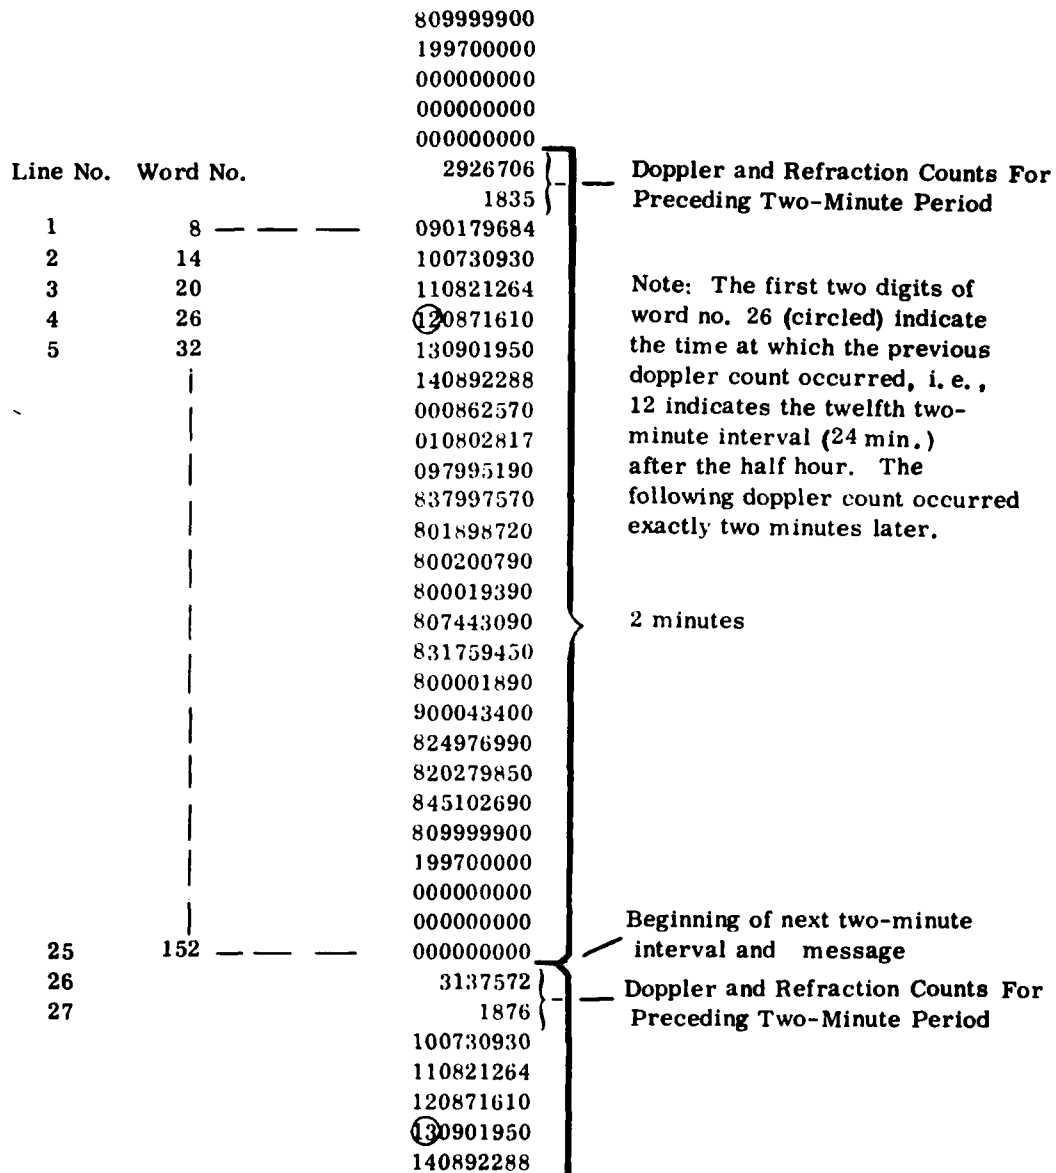 809999900
199700000
000000000
000000000
000000000
Line No. Word No. 2926706 Doppler and Refraction Counts For
1835 Preceding Two-Minute Period
1 8 090179684
2 14 100730930
3 20 110821264 Note: The first two digits of
4 26 120871610 word no. 26 (circled) indicate
5 32 130901950 the time at which the previous
140892288 doppler count occurred, i.e.,
000862570 12 indicates the twelfth two-
010802817 minute interval (24 min.)
097995190 after the half hour. The
837997570 following doppler count occurred
801898720 exactly two minutes later.
800200790
800019390
807443090 2 minutes
831759450
800001890
900043400
824976990
820279850
845102690
809999900
199700000
000000000
000000000 Beginning of next two-minute
25 152 000000000 interval and message
26 3137572 Doppler and Refraction Counts For
27 1876 Preceding Two-Minute Period
100730930
110821264
120871610
130901950
140892288